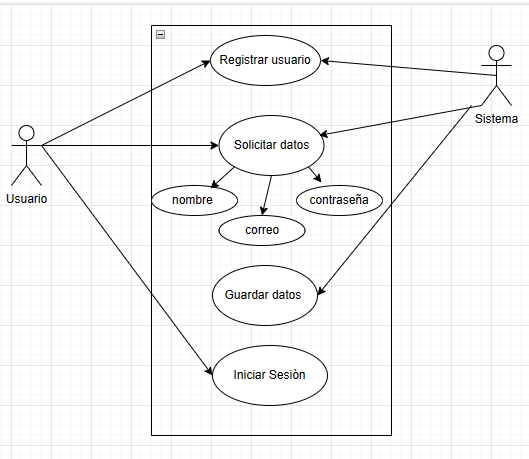 Registrar usuario
Sistema
Solicitar datos
Usuario
nombre
contraseña
correo
Guardar datos
Iniciar Sesiòn